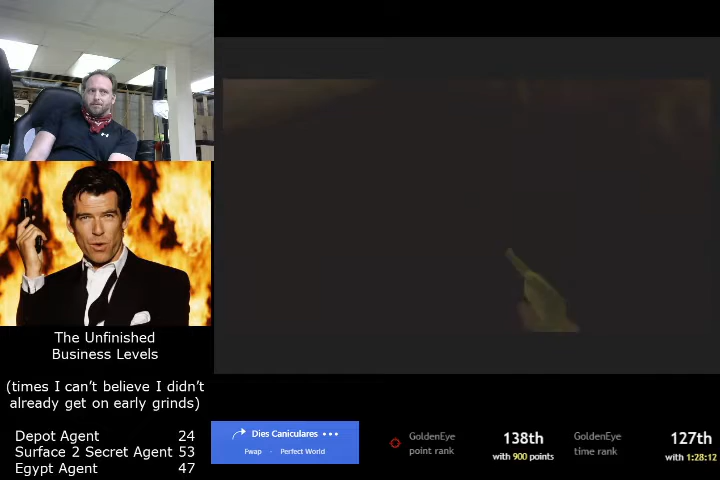 The Unfinished
Business Levels
(times I can't believe I didn't
already get on early grinds)
Depot Agent 24
Surface 2 Secret Agent 53
Egypt Agent 47
Dies Caniculares •••
Fwap · Perfect World
GoldenEye
point rank
138th
with 900 points
GoldenEye
time rank
127th
with 1:28:12